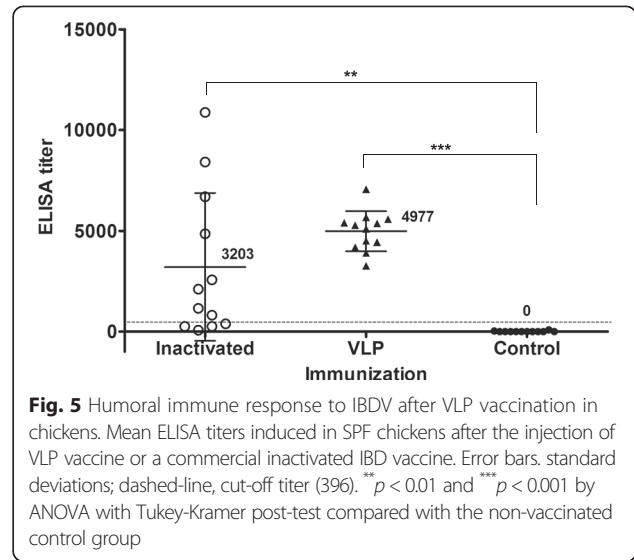 15000
10000
5000
0
ELISA titer
**
***
3203
4977
0
Inactivated
VLP
Control
Immunization
Fig. 5 Humoral immune response to IBDV after VLP vaccination in
chickens. Mean ELISA titers induced in SPF chickens after the injection of
VLP vaccine or a commercial inactivated IBD vaccine. Error bars. standard
deviations; dashed-line, cut-off titer (396). **p < 0.01 and ***p < 0.001 by
ANOVA with Tukey-Kramer post-test compared with the non-vaccinated
control group